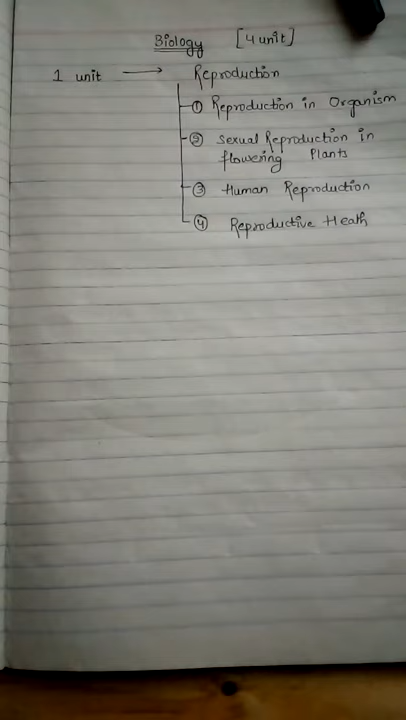 Biology [4 unit]
1 unit → Reproduction
① Reproduction in Organism
② Sexual Reproduction in
flowering Plants
③ Human Reproduction
④ Reproductive Heath